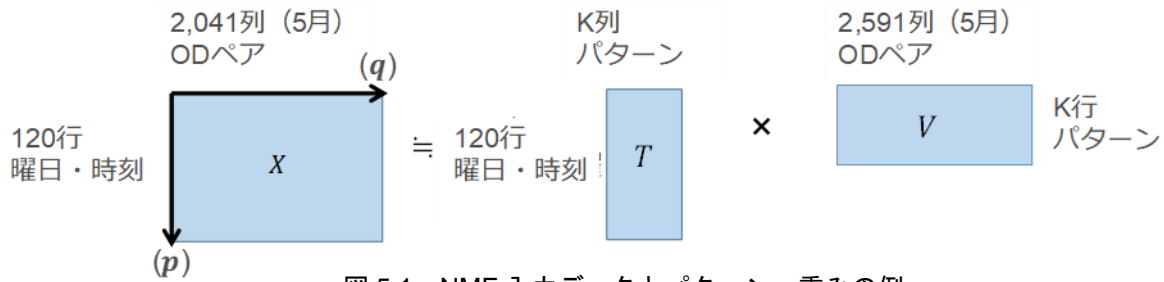 2,041列（5月）
ODペア
(q)
120行
曜日・時刻
X
(p)
≒
120行
曜日・時刻
K列
パターン
T
×
2,591列（5月）
ODペア
V
K行
パターン